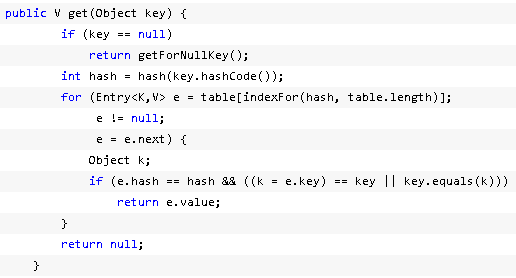 public V get(Object key) {
if (key == null)
return getForNullKey();
int hash = hash(key.hashCode());
for (Entry<K,V> e = table[indexFor(hash, table.length)];
e != null;
e = e.next) {
Object k;
if (e.hash == hash && ((k = e.key) == key || key.equals(k)))
return e.value;
}
return null;
}